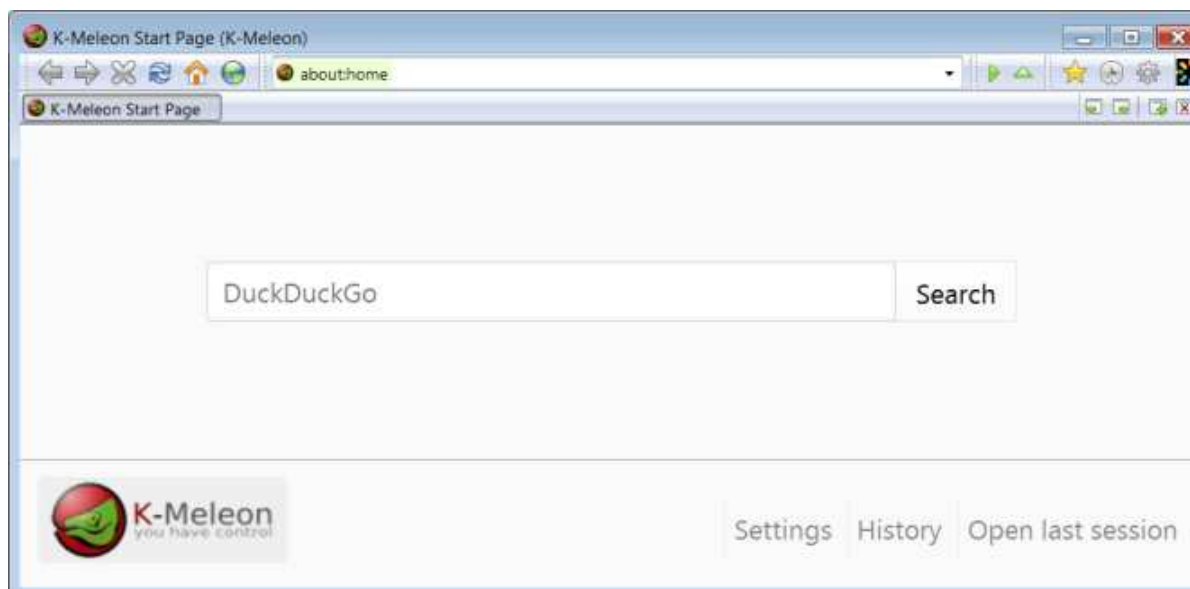 K-Meleon Start Page (K-Meleon)
about:home
K-Meleon Start Page
DuckDuckGo Search
K-Meleon
you have control
Settings History Open last session